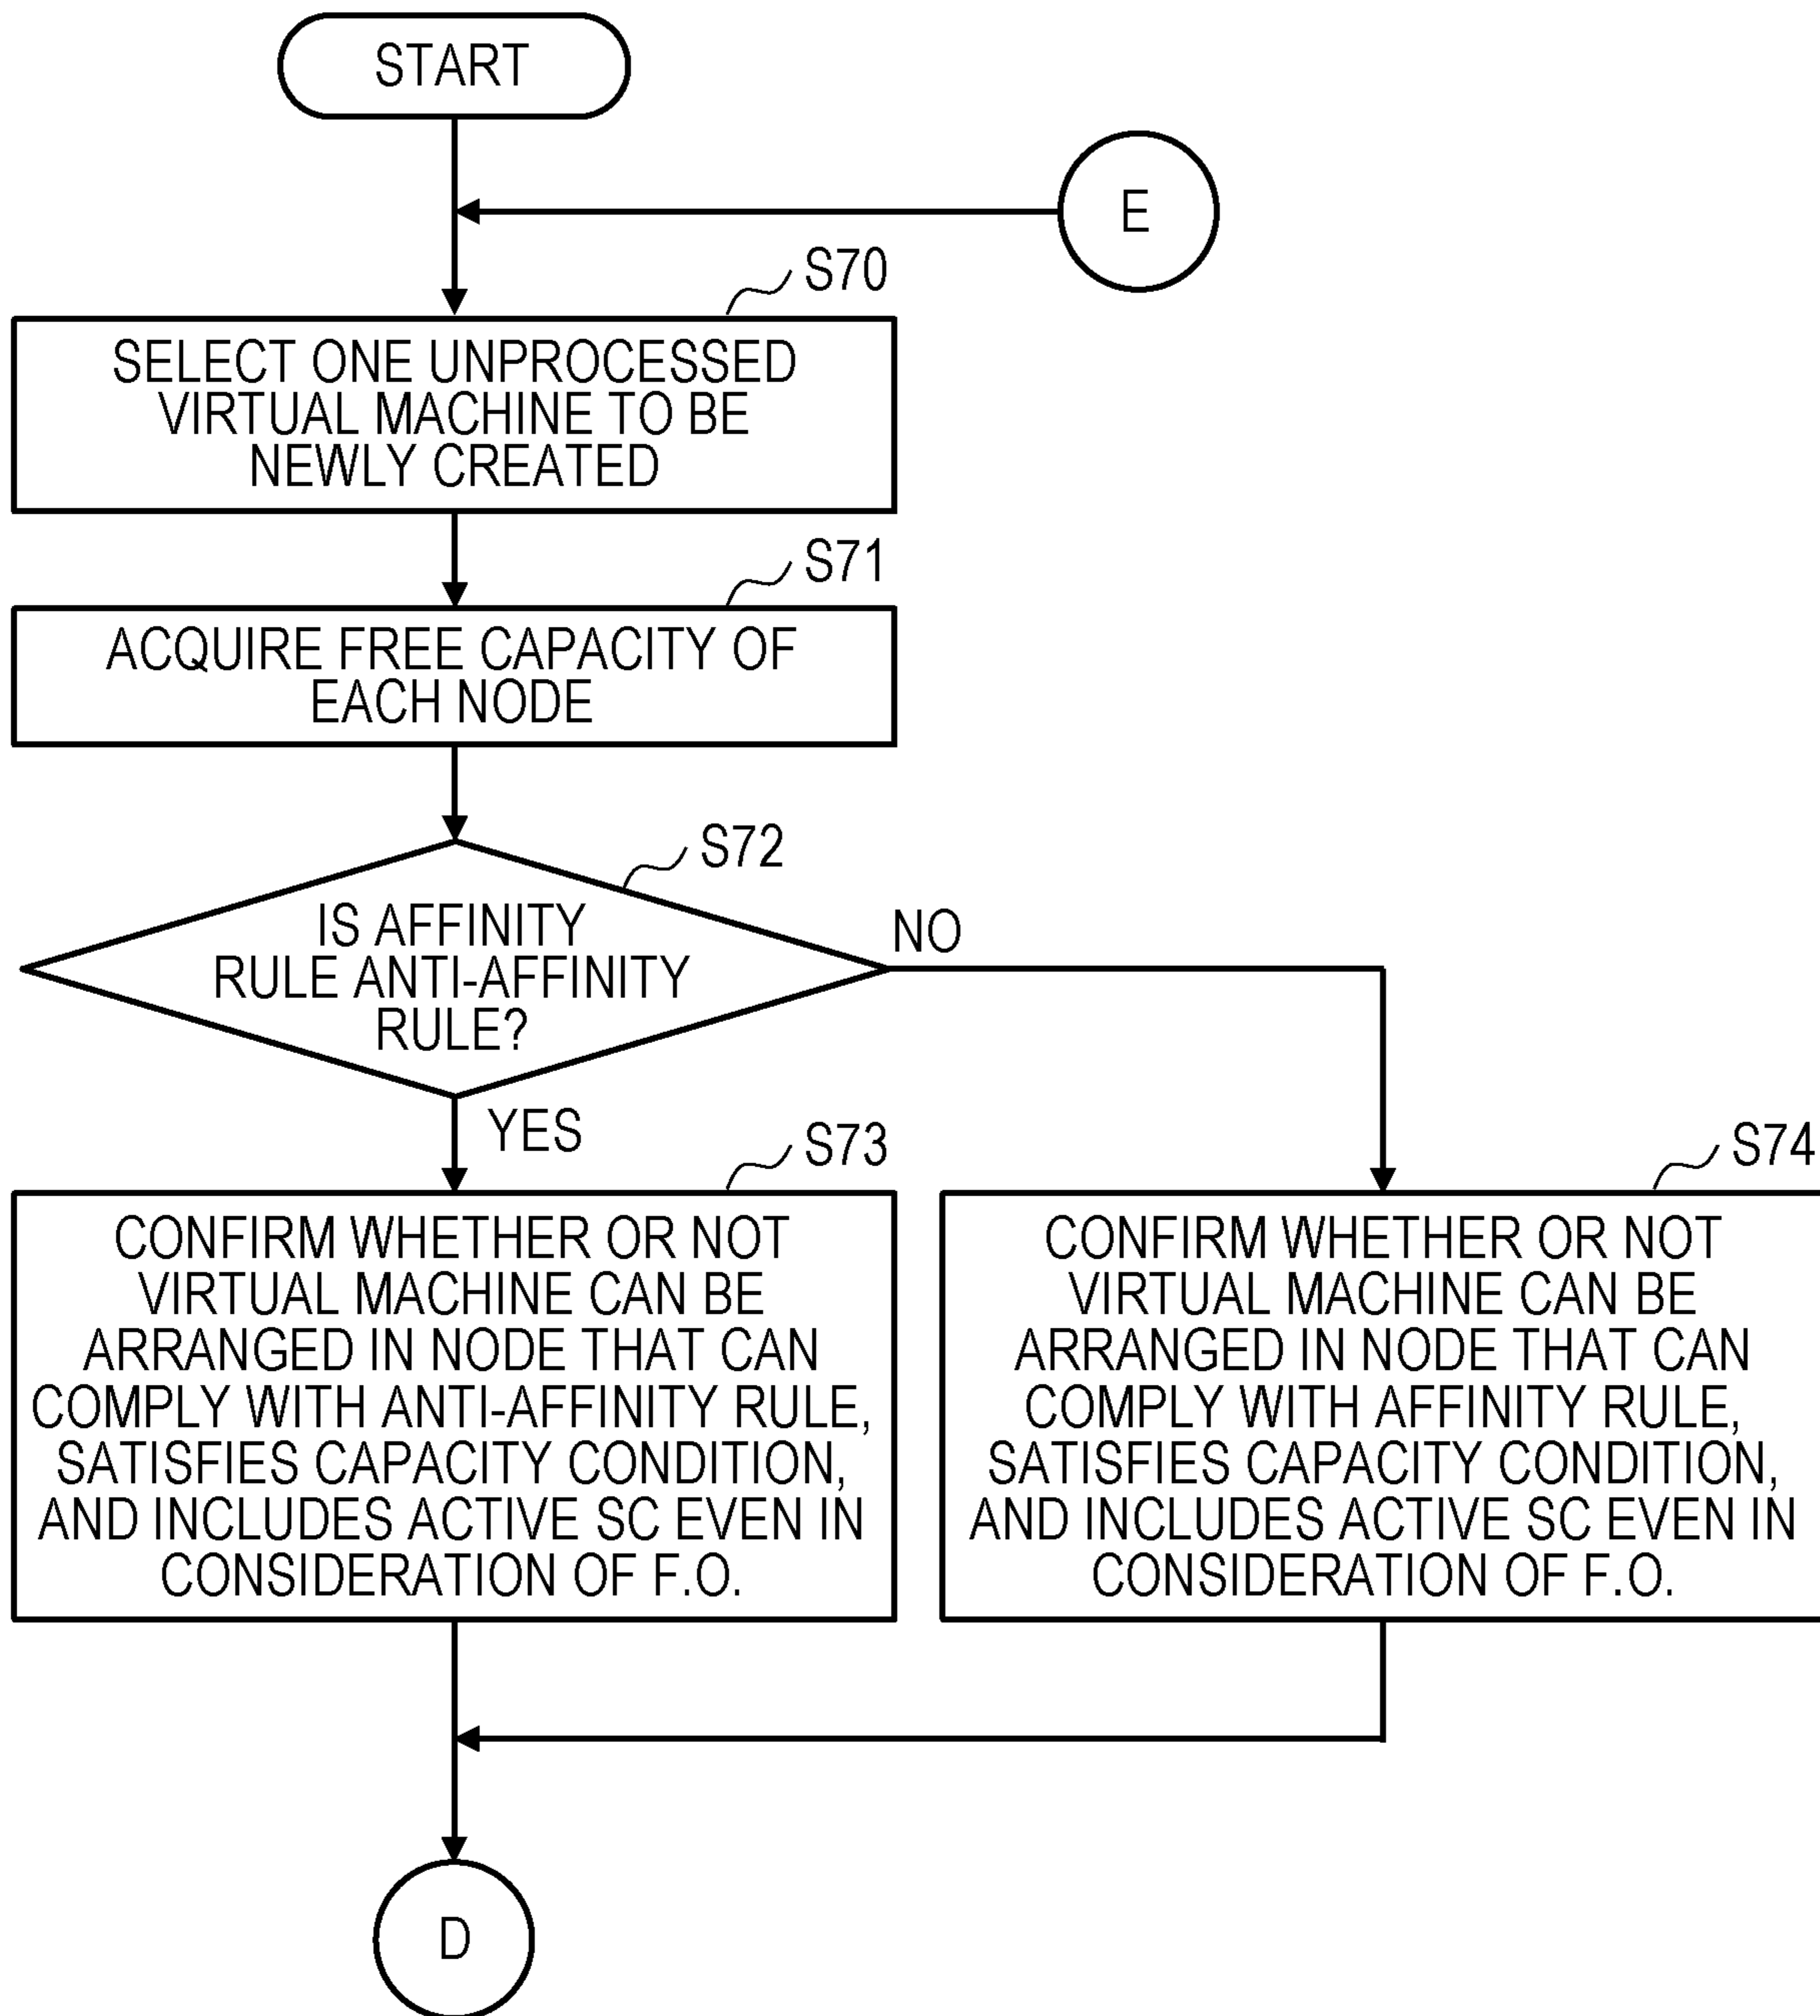 START
E
S70
SELECT ONE UNPROCESSED
VIRTUAL MACHINE TO BE
NEWLY CREATED
S71
ACQUIRE FREE CAPACITY OF
EACH NODE
S72
IS AFFINITY
RULE ANTI-AFFINITY
RULE?
NO
YES
S73
CONFIRM WHETHER OR NOT
VIRTUAL MACHINE CAN BE
ARRANGED IN NODE THAT CAN
COMPLY WITH ANTI-AFFINITY RULE,
SATISFIES CAPACITY CONDITION,
AND INCLUDES ACTIVE SC EVEN IN
CONSIDERATION OF F.O.
S74
CONFIRM WHETHER OR NOT
VIRTUAL MACHINE CAN BE
ARRANGED IN NODE THAT CAN
COMPLY WITH AFFINITY RULE,
SATISFIES CAPACITY CONDITION,
AND INCLUDES ACTIVE SC EVEN IN
CONSIDERATION OF F.O.
D